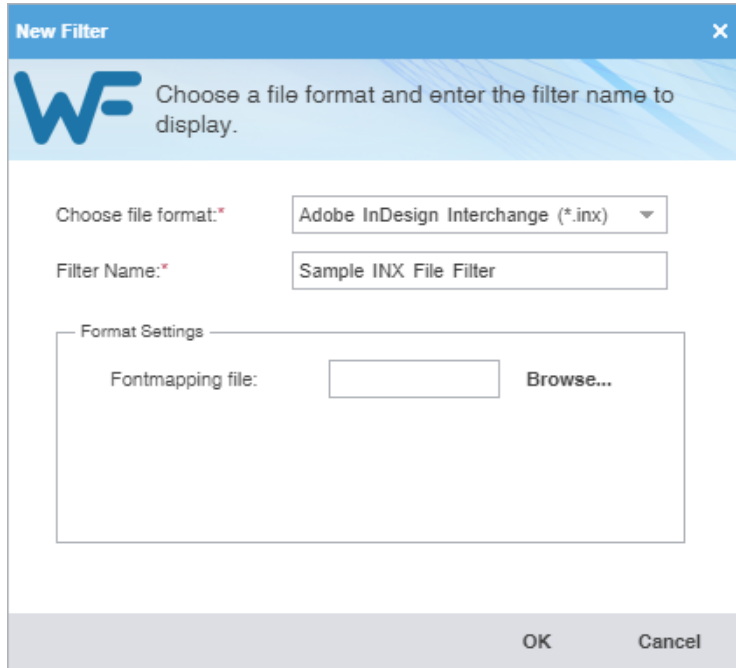 New Filter
WF
Choose a file format and enter the filter name to
display.
Choose file format:* Adobe InDesign Interchange (*.inx)
Filter Name:* Sample INX File Filter
Format Settings
Fontmapping file: Browse...
OK Cancel